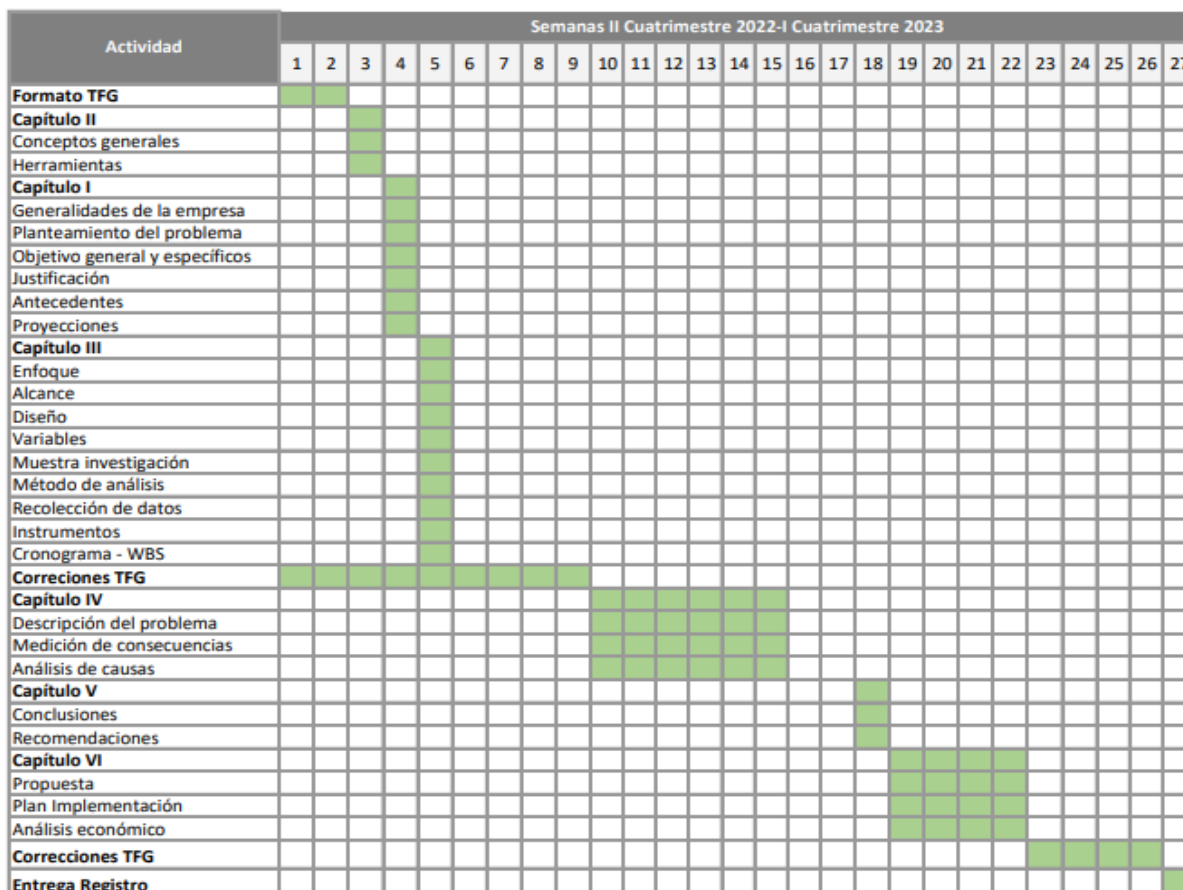 Actividad
Semanas II Cuatrimestre 2022-I Cuatrimestre 2023
1 2 3 4 5 6 7 8 9 10 11 12 13 14 15 16 17 18 19 20 21 22 23 24 25 26 27
Formato TFG
Capítulo II
Conceptos generales
Herramientas
Capítulo I
Generalidades de la empresa
Planteamiento del problema
Objetivo general y específicos
Justificación
Antecedentes
Proyecciones
Capítulo III
Enfoque
Alcance
Diseño
Variables
Muestra investigación
Método de análisis
Recolección de datos
Instrumentos
Cronograma - WBS
Correciones TFG
Capítulo IV
Descripción del problema
Medición de consecuencias
Análisis de causas
Capítulo V
Conclusiones
Recomendaciones
Capítulo VI
Propuesta
Plan Implementación
Análisis económico
Correcciones TFG
Entrega Registro